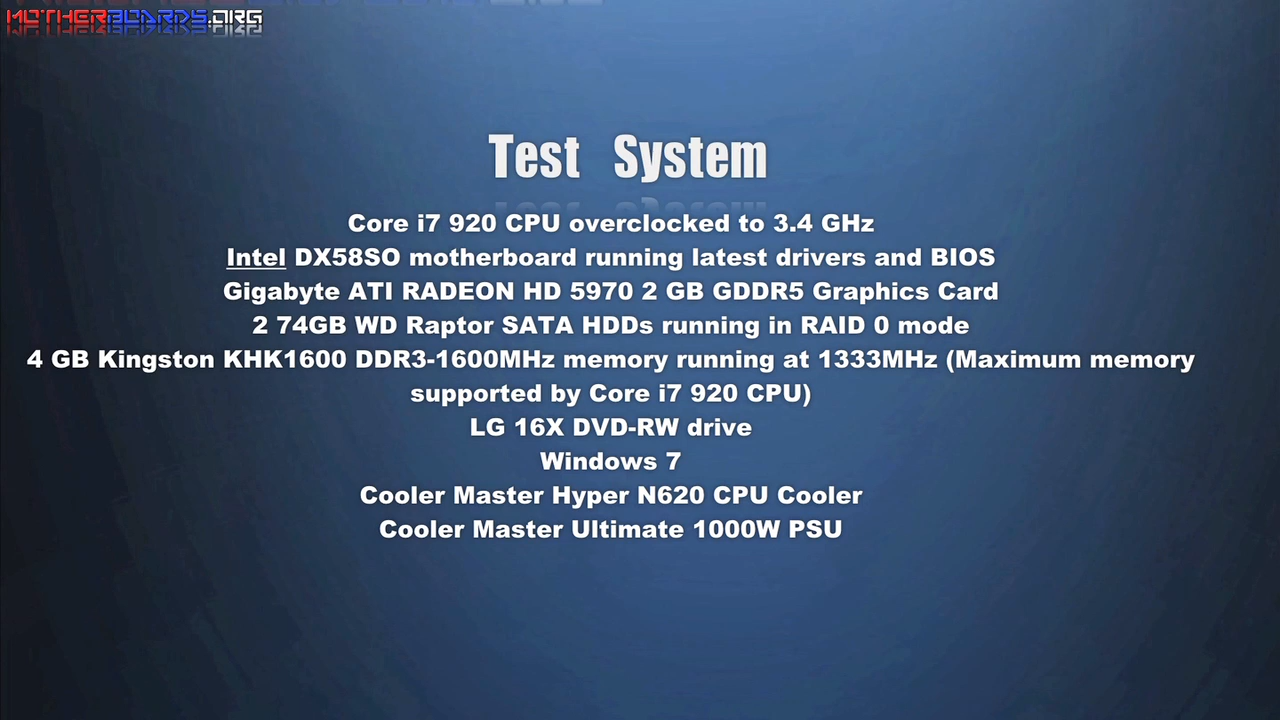 MOTHERBOARDS.ORG
Test System
Core i7 920 CPU overclocked to 3.4 GHz
Intel DX58SO motherboard running latest drivers and BIOS
Gigabyte ATI RADEON HD 5970 2 GB GDDR5 Graphics Card
2 74GB WD Raptor SATA HDDs running in RAID 0 mode
4 GB Kingston KHK1600 DDR3-1600MHz memory running at 1333MHz (Maximum memory
supported by Core i7 920 CPU)
LG 16X DVD-RW drive
Windows 7
Cooler Master Hyper N620 CPU Cooler
Cooler Master Ultimate 1000W PSU